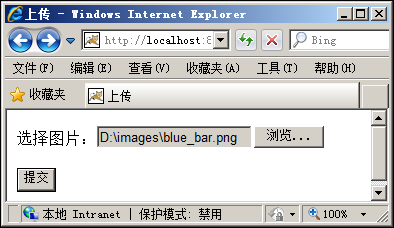 上传 - Windows Internet Explorer
http://localhost:8
Bing
文件(F) 编辑(E) 查看(V) 收藏夹(A) 工具(T) 帮助(H)
收藏夹 上传
选择图片： D:\images\blue_bar.png 浏览...
提交
本地 Intranet | 保护模式: 禁用 100%